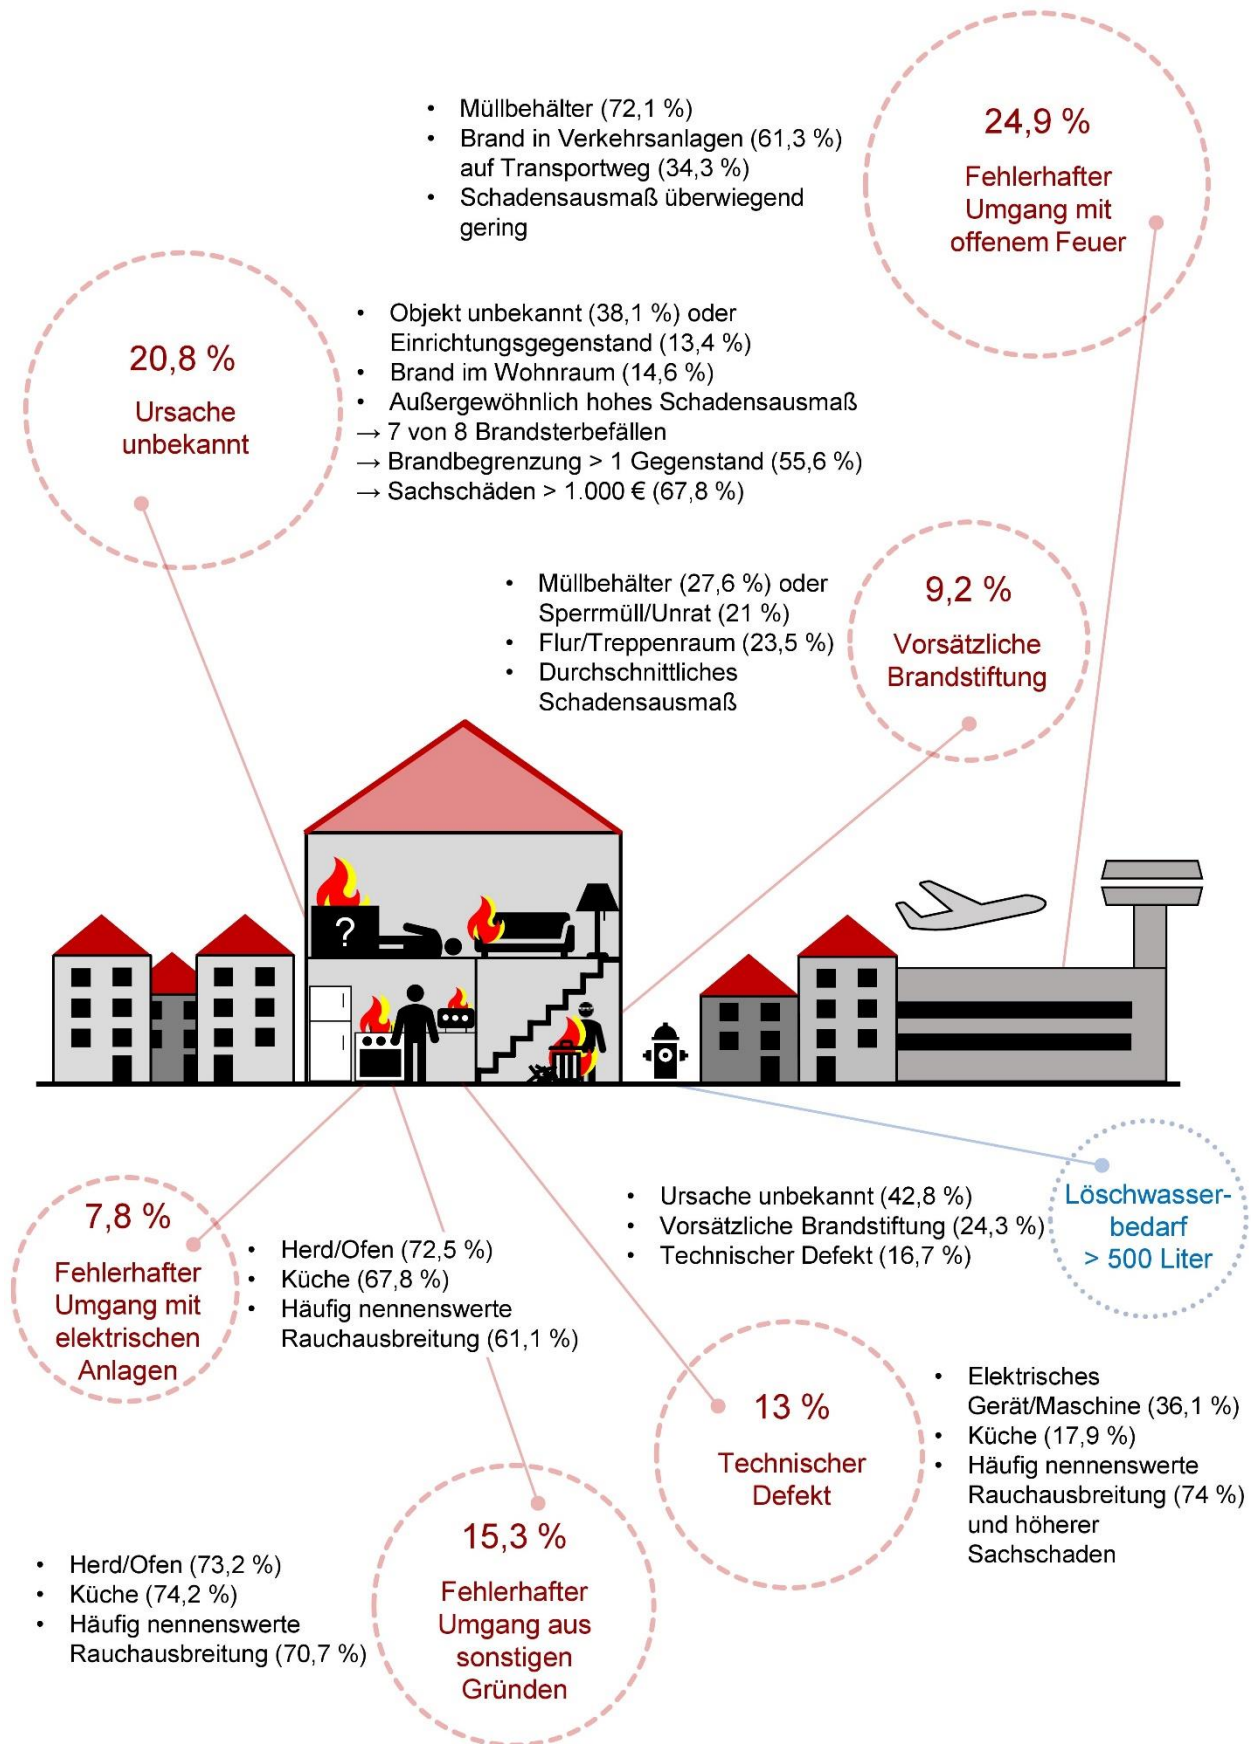 • Müllbehälter (72,1 %)
• Brand in Verkehrsanlagen (61,3 %)
auf Transportweg (34,3 %)
• Schadensausmaß überwiegend
gering
24,9 %
Fehlerhafter
Umgang mit
offenem Feuer
20,8 %
Ursache
unbekannt
• Objekt unbekannt (38,1 %) oder
Einrichtungsgegenstand (13,4 %)
• Brand im Wohnraum (14,6 %)
• Außergewöhnlich hohes Schadensausmaß
→ 7 von 8 Brandsterbefällen
→ Brandbegrenzung > 1 Gegenstand (55,6 %)
→ Sachschäden > 1.000 € (67,8 %)
• Müllbehälter (27,6 %) oder
Sperrmüll/Unrat (21 %)
• Flur/Treppenraum (23,5 %)
• Durchschnittliches
Schadensausmaß
9,2 %
Vorsätzliche
Brandstiftung
?
7,8 %
Fehlerhafter
Umgang mit
elektrischen
Anlagen
• Herd/Ofen (72,5 %)
• Küche (67,8 %)
• Häufig nennenswerte
Rauchausbreitung (61,1 %)
• Ursache unbekannt (42,8 %)
• Vorsätzliche Brandstiftung (24,3 %)
• Technischer Defekt (16,7 %)
Löschwasser-
bedarf
> 500 Liter
13 %
Technischer
Defekt
• Elektrisches
Gerät/Maschine (36,1 %)
• Küche (17,9 %)
• Häufig nennenswerte
Rauchausbreitung (74 %)
und höherer
Sachschaden
• Herd/Ofen (73,2 %)
• Küche (74,2 %)
• Häufig nennenswerte
Rauchausbreitung (70,7 %)
15,3 %
Fehlerhafter
Umgang aus
sonstigen
Gründen